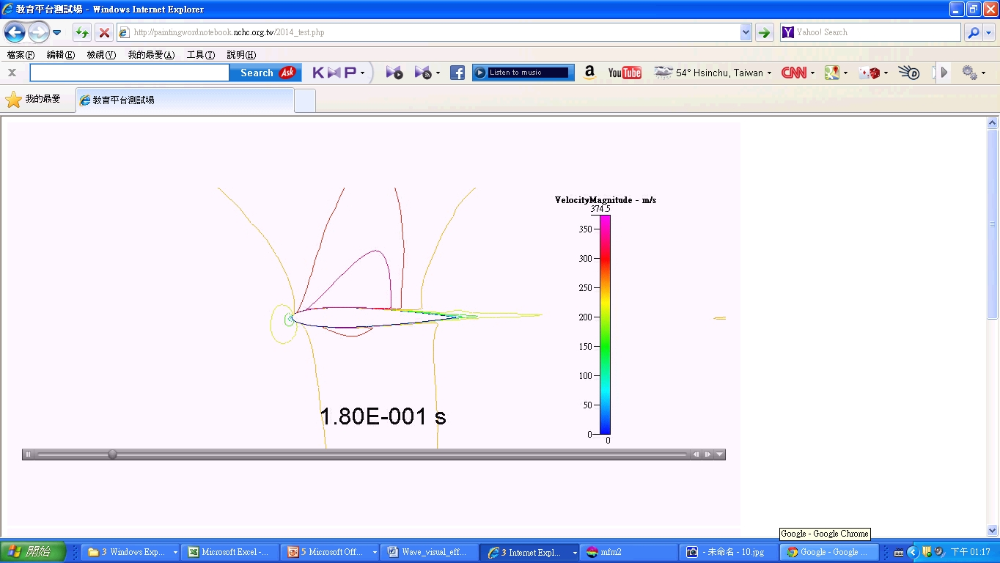 教育平台測試場 - Windows Internet Explorer
http://paintingwordnotebook.nchc.org.tw/2014_test.php
Yahoo! Search
檔案(F) 編輯(E) 檢視(V) 我的最愛(A) 工具(T) 說明(H)
x Search Ask KMP Listen to music a YouTube 54° Hsinchu, Taiwan CNN
我的最愛 教育平台測試場
VelocityMagnitude - m/s
374.5
350
300
250
200
150
100
50
0
0
1.80E-001 s
Google - Google Chrome
開始 3 Windows Exp... Microsoft Excel -... 5 Microsoft Off... Wave_visual_eff... 3 Internet Expl... mfm2 - 未命名 - 10.jpg Google - Google ... 下午 01:17